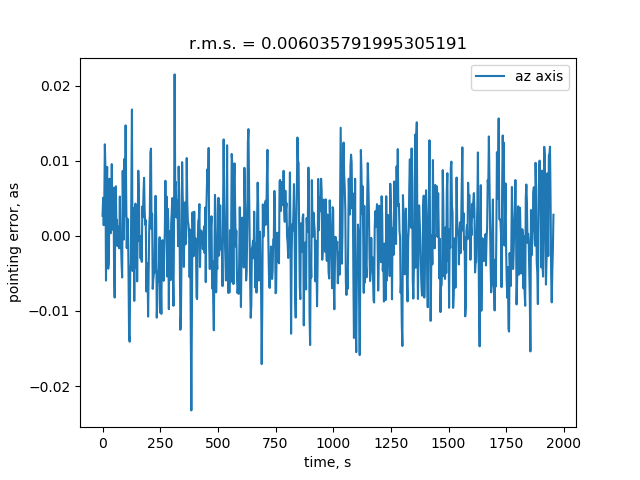 r.m.s. = 0.006035791995305191
az axis
0.02
0.01
0.00
−0.01
−0.02
pointing error, as
0 250 500 750 1000 1250 1500 1750 2000
time, s